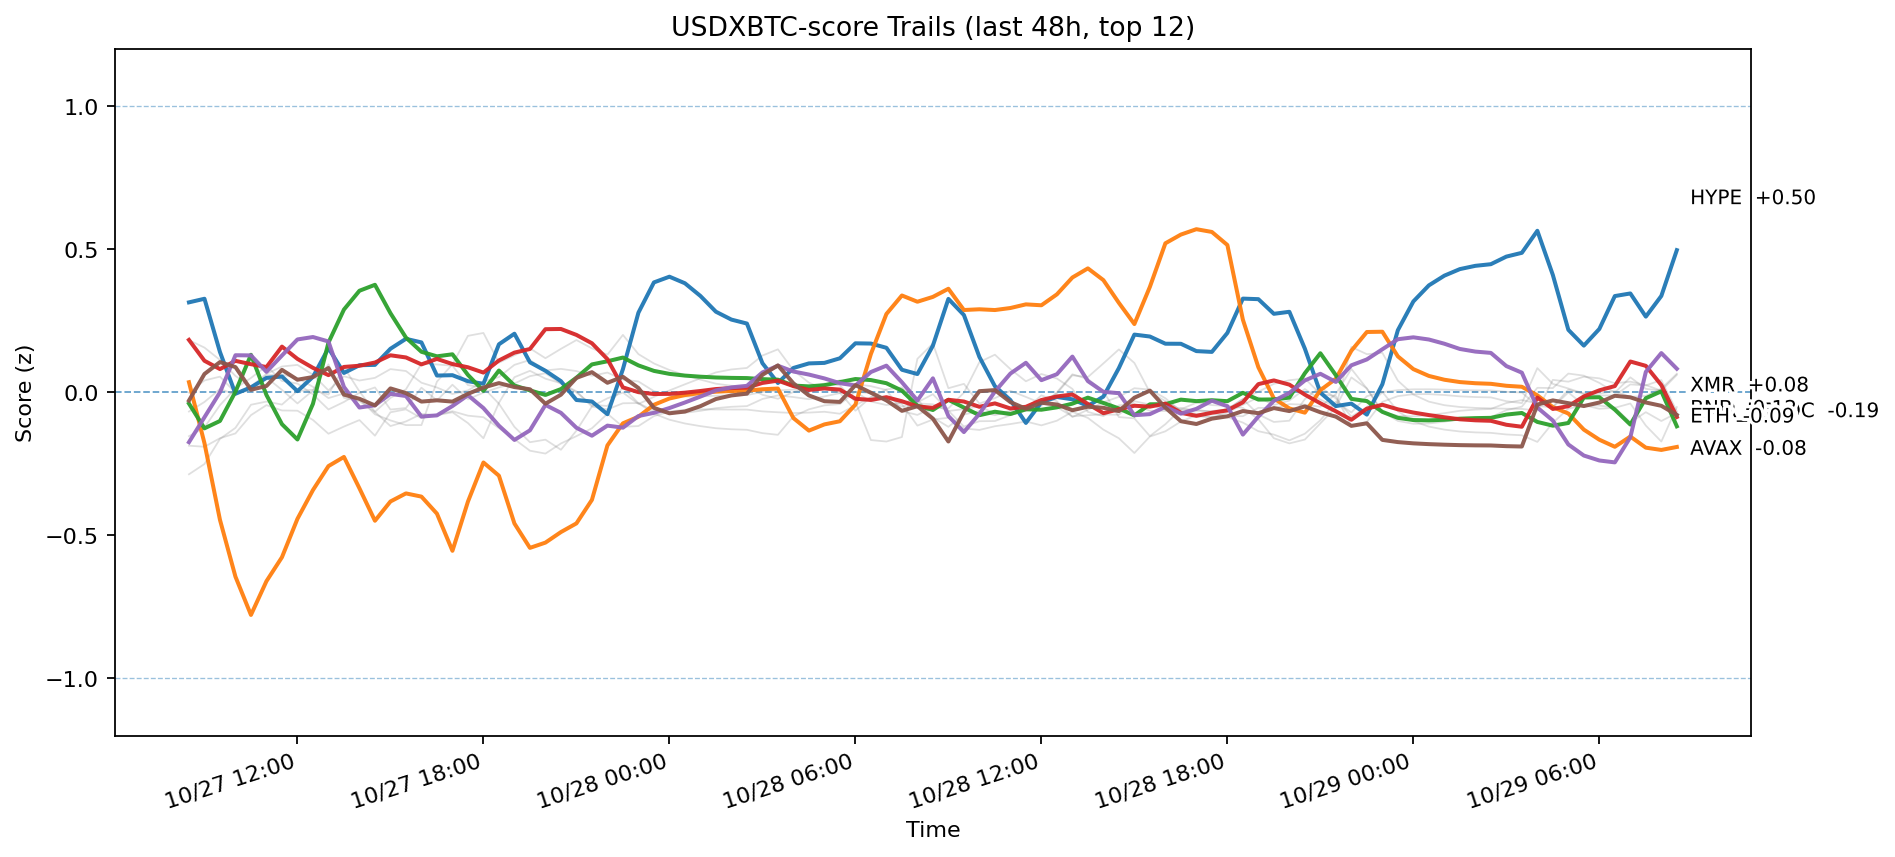 USDXBTC-score Trails (last 48h, top 12)
1.0
0.5
0.0
−0.5
−1.0
Score (z)
HYPE +0.50
XMR +0.08
C -0.19
ETH -0.09
AVAX -0.08
10/27 12:00
10/27 18:00
10/28 00:00
10/28 06:00
10/28 12:00
10/28 18:00
10/29 00:00
10/29 06:00
Time